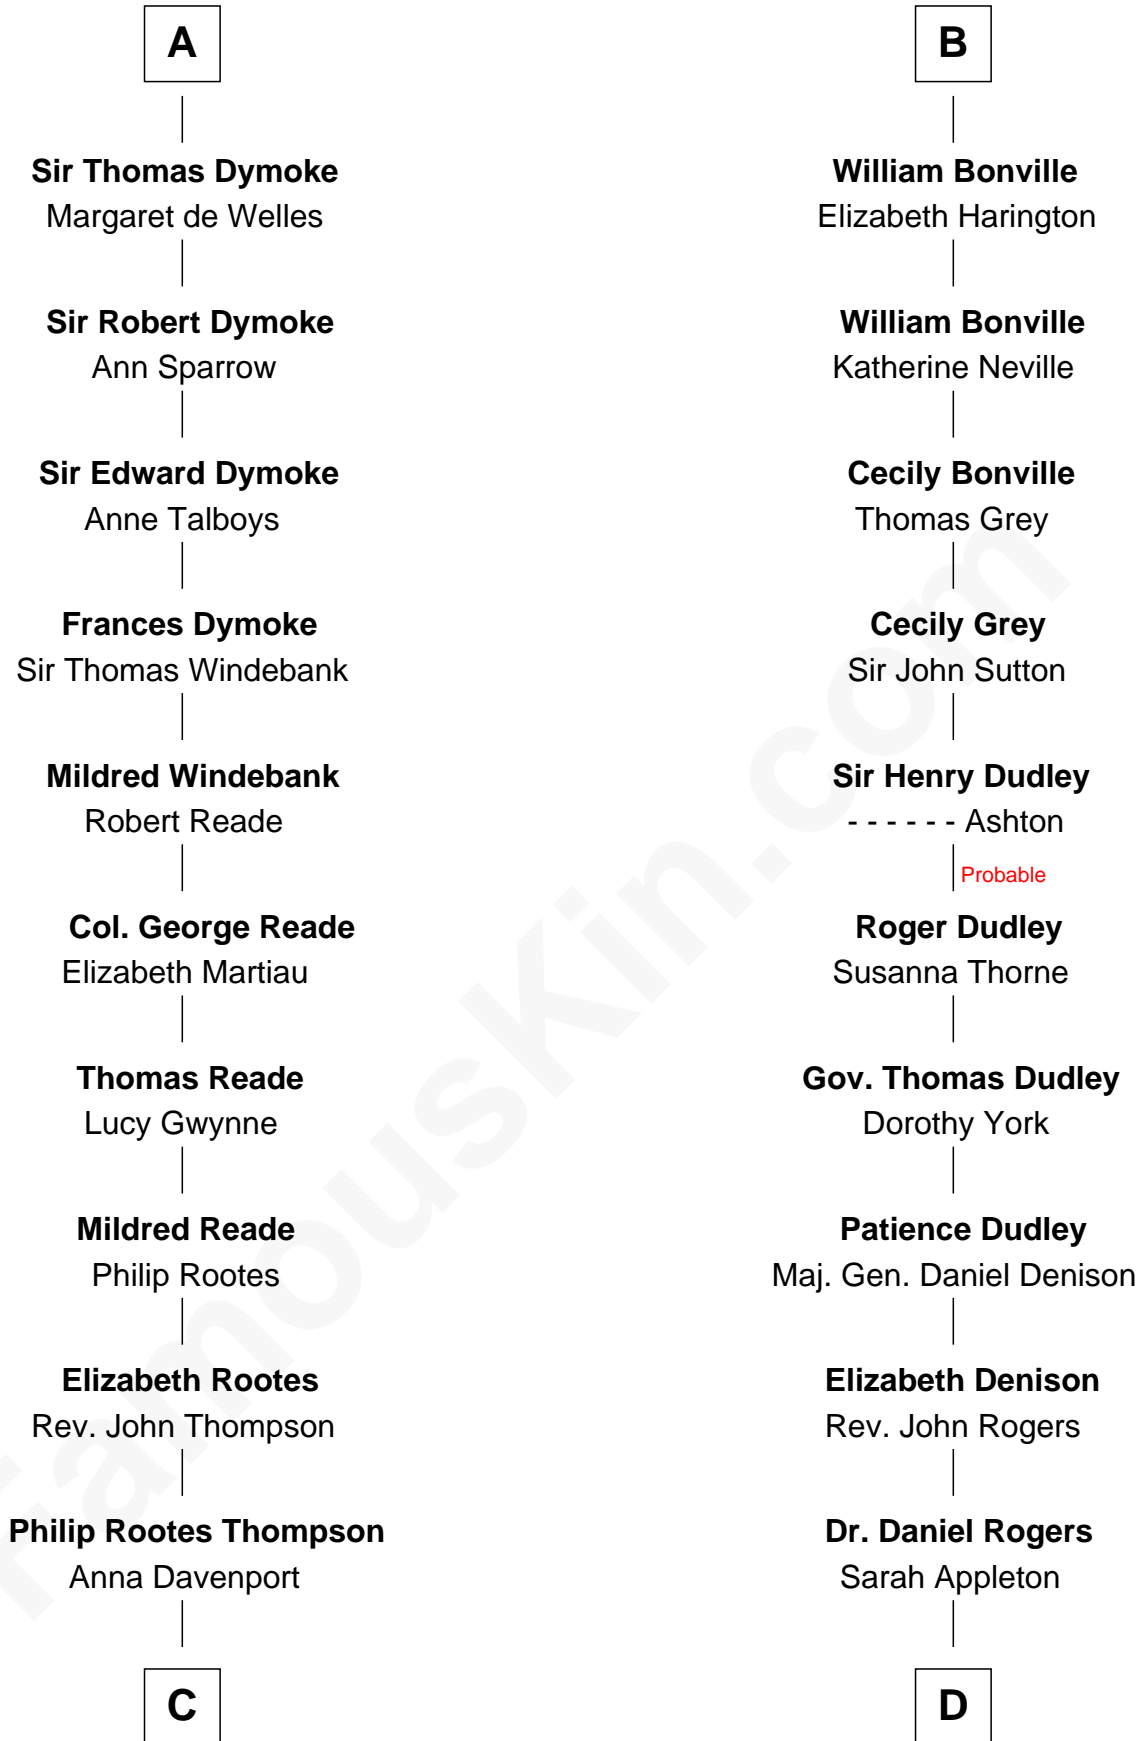 A
Sir Thomas Dymoke
Margaret de Welles
Sir Robert Dymoke
Ann Sparrow
Sir Edward Dymoke
Anne Talboys
Frances Dymoke
Sir Thomas Windebank
Mildred Windebank
Robert Reade
Col. George Reade
Elizabeth Martiau
Thomas Reade
Lucy Gwynne
Mildred Reade
Philip Rootes
Elizabeth Rootes
Rev. John Thompson
Philip Rootes Thompson
Anna Davenport
C
B
William Bonville
Elizabeth Harington
William Bonville
Katherine Neville
Cecily Bonville
Thomas Grey
Cecily Grey
Sir John Sutton
Sir Henry Dudley
- - - - - - Ashton
Probable
Roger Dudley
Susanna Thorne
Gov. Thomas Dudley
Dorothy York
Patience Dudley
Maj. Gen. Daniel Denison
Elizabeth Denison
Rev. John Rogers
Dr. Daniel Rogers
Sarah Appleton
D
FamousKin.com